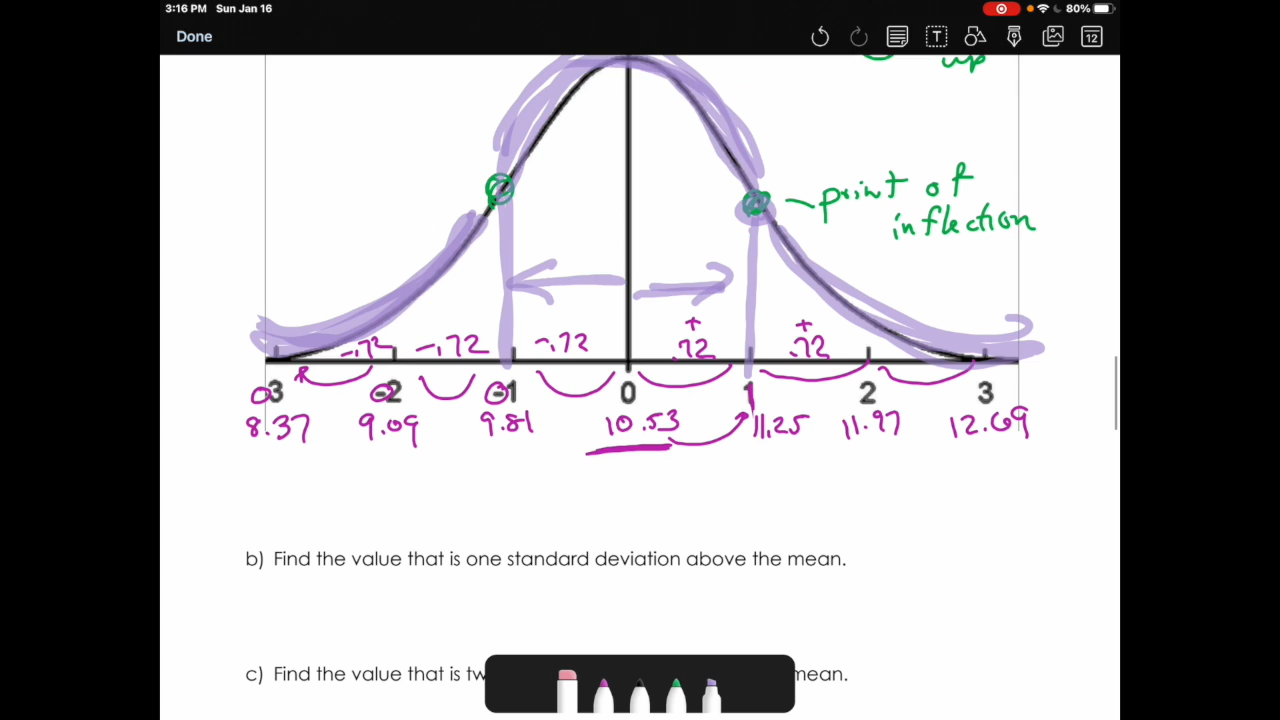 3:16 PM Sun Jan 16
80%
Done
T
12
up
point of
inflection
-.72 -.72 -.72 + .72 + .72
-3 -2 -1 0 1 2 3
8.37 9.09 9.81 10.53 11.25 11.97 12.69
b) Find the value that is one standard deviation above the mean.
c) Find the value that is mean.